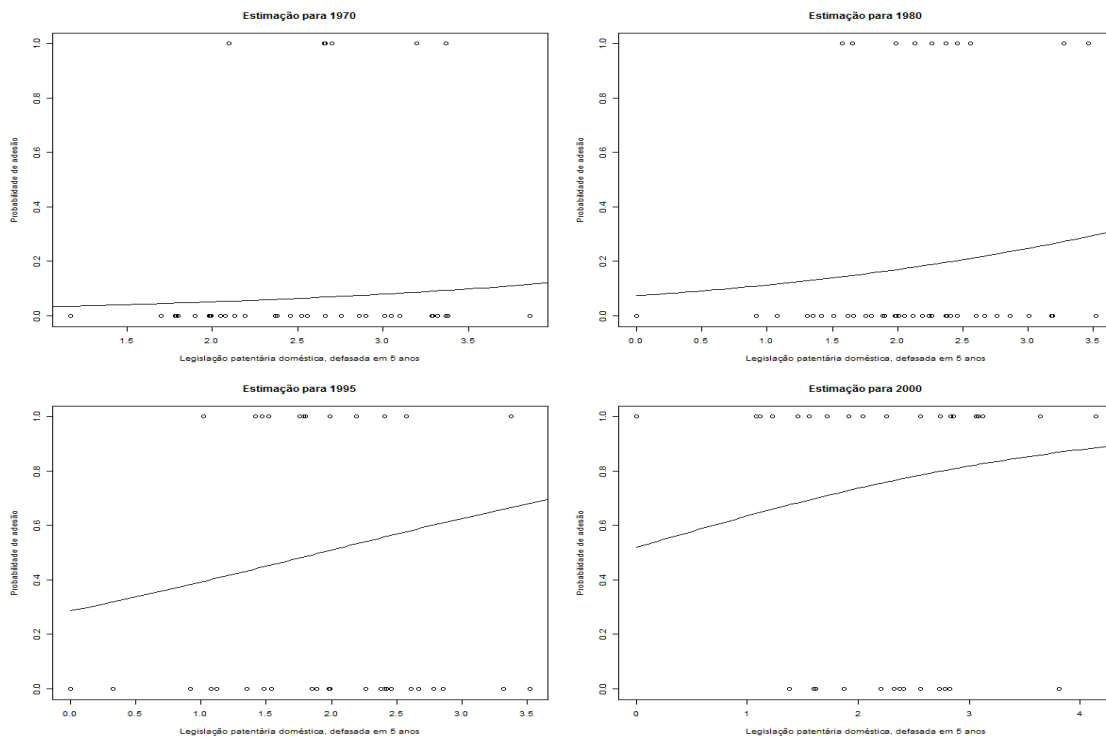 Estimação para 1970
Probabilidade de adesão
1.0
0.8
0.6
0.4
0.2
0.0
1.5 2.0 2.5 3.0 3.5
Legislação patentária doméstica, defasada em 5 anos
Estimação para 1980
Probabilidade de adesão
1.0
0.8
0.6
0.4
0.2
0.0
0.0 0.5 1.0 1.5 2.0 2.5 3.0 3.5
Legislação patentária doméstica, defasada em 5 anos
Estimação para 1995
Probabilidade de adesão
1.0
0.8
0.6
0.4
0.2
0.0
0.0 0.5 1.0 1.5 2.0 2.5 3.0 3.5
Legislação patentária doméstica, defasada em 5 anos
Estimação para 2000
Probabilidade de adesão
1.0
0.8
0.6
0.4
0.2
0.0
0 1 2 3 4
Legislação patentária doméstica, defasada em 5 anos